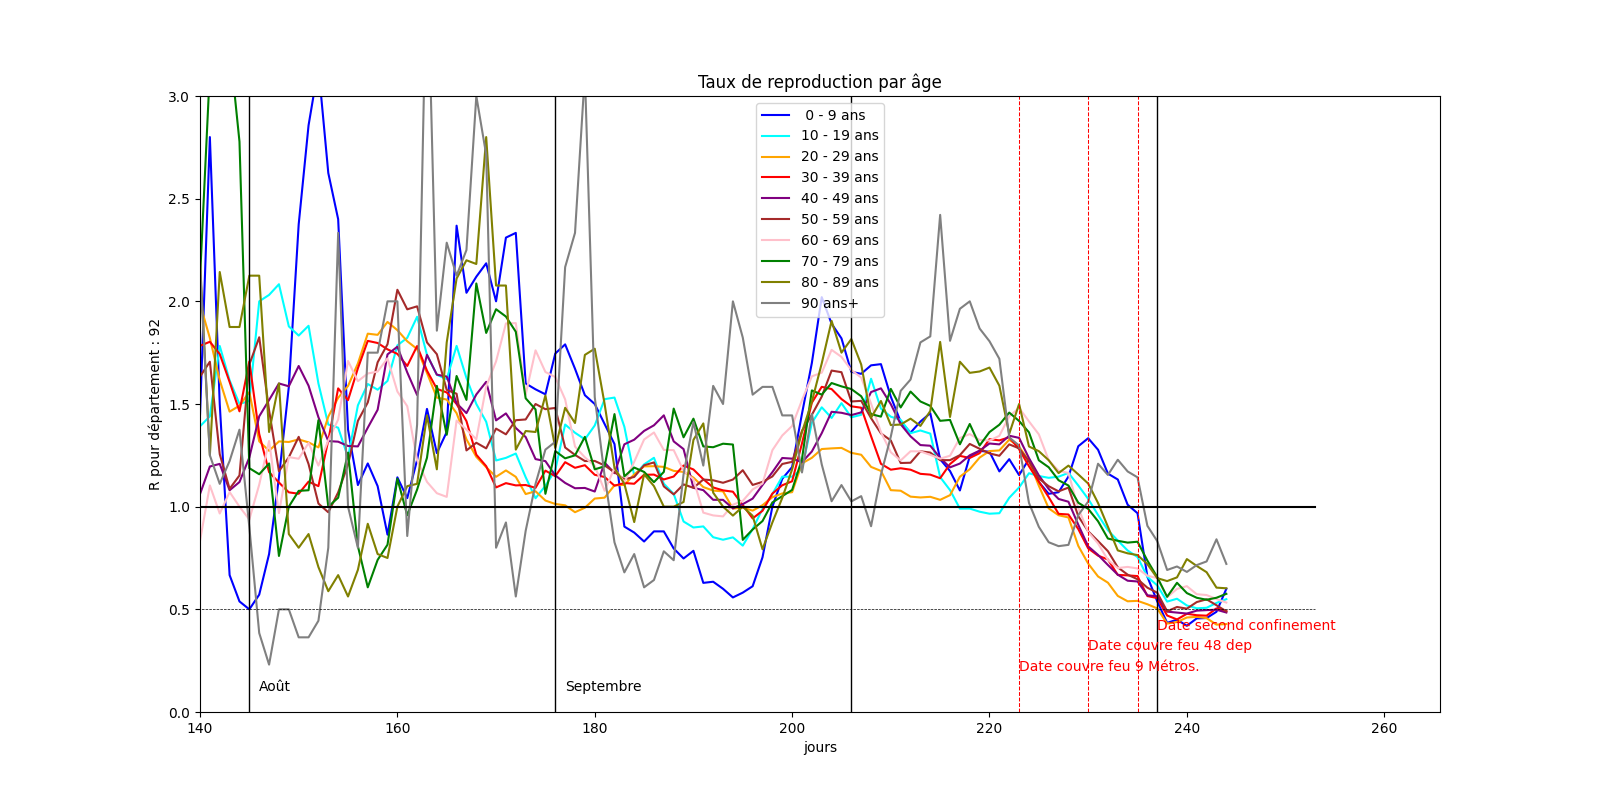 Taux de reproduction par âge
R pour département : 92
3.0
2.5
2.0
1.5
1.0
0.5
0.0
0 - 9 ans
10 - 19 ans
20 - 29 ans
30 - 39 ans
40 - 49 ans
50 - 59 ans
60 - 69 ans
70 - 79 ans
80 - 89 ans
90 ans+
Date second confinement
Date couvre feu 48 dep
Date couvre feu 9 Métros.
Août
Septembre
140
160
180
200
220
240
260
jours